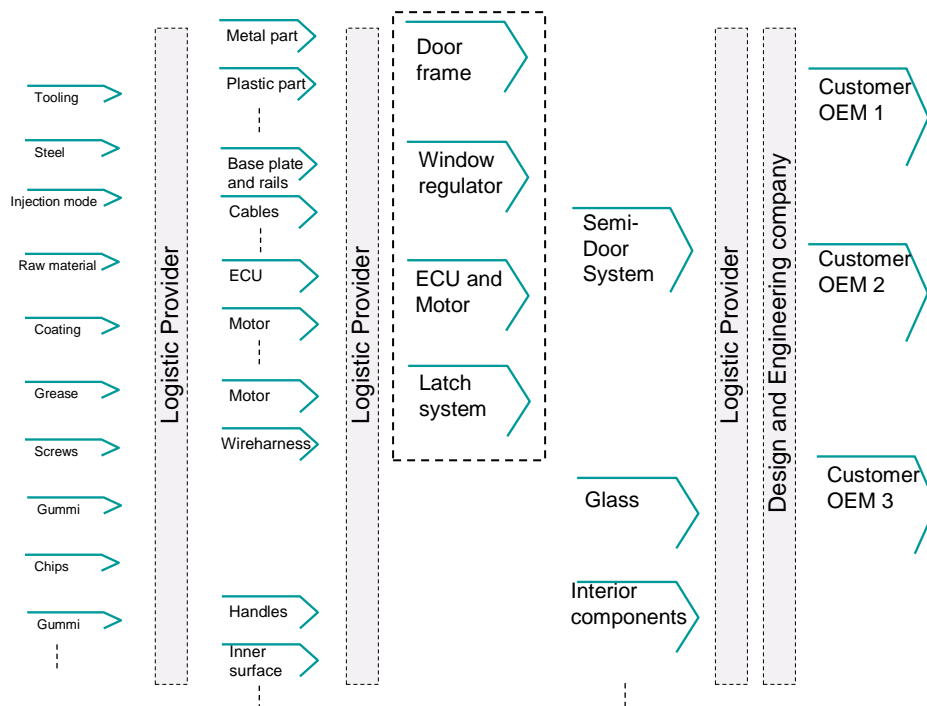 Tooling
Steel
Injection mode
Raw material
Coating
Grease
Screws
Gummi
Chips
Gummi
Logistic Provider
Metal part
Plastic part
Base plate
and rails
Cables
ECU
Motor
Motor
Wireharness
Handles
Inner
surface
Logistic Provider
Door
frame
Window
regulator
ECU and
Motor
Latch
system
Semi-
Door
System
Glass
Interior
components
Logistic Provider
Design and Engineering company
Customer
OEM 1
Customer
OEM 2
Customer
OEM 3